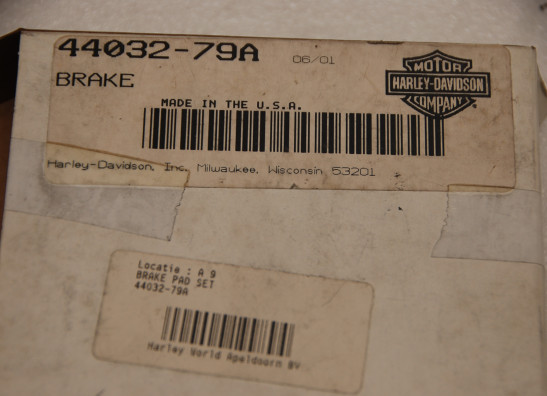 44032-79A 06/01
BRAKE
MOTOR
HARLEY-DAVIDSON
COMPANY
MADE IN THE U.S.A.
Harley-Davidson, Inc. Milwaukee, Wisconsin 53201
Locatie : A 9
BRAKE PAD SET
44032-79A
Harley World Apeldoorn BV